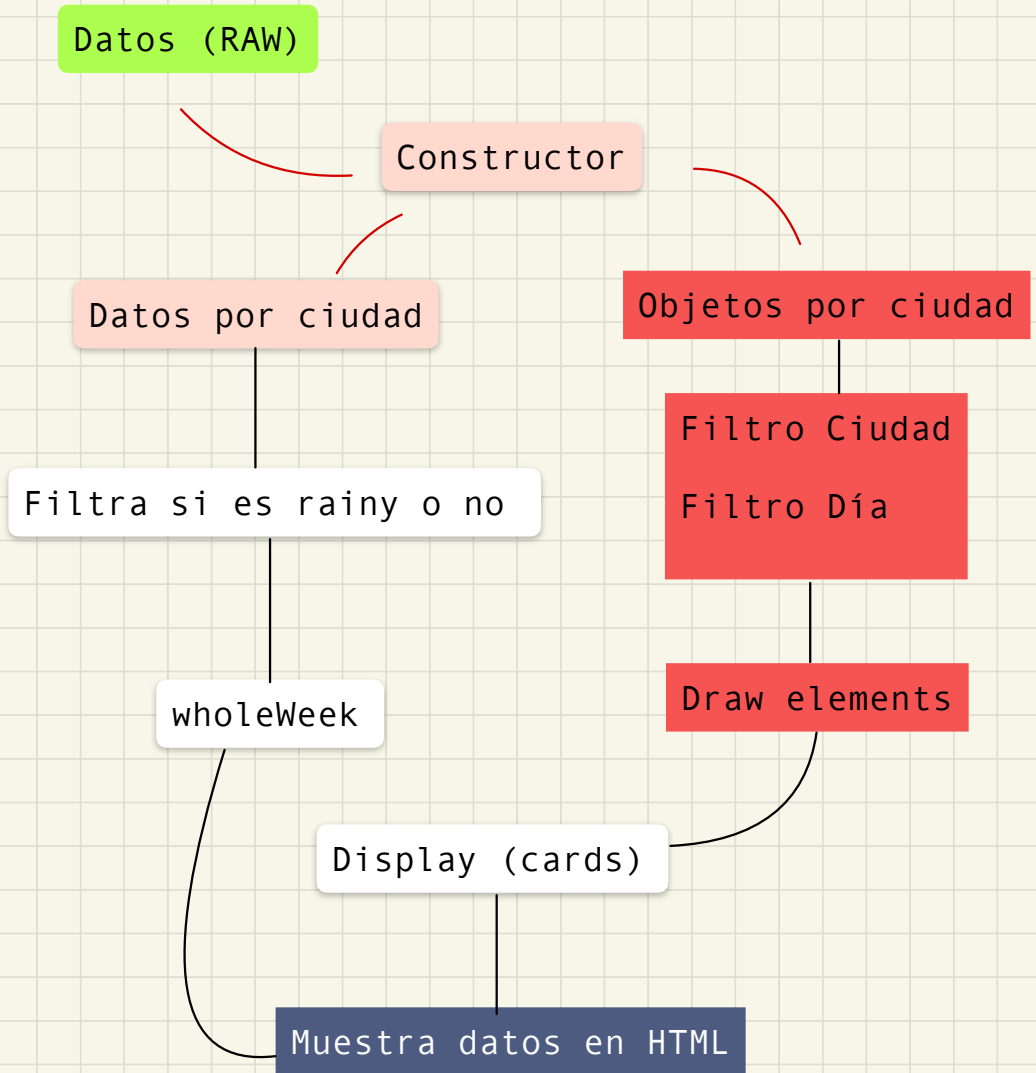 Datos (RAW)
Constructor
Datos por ciudad
Objetos por ciudad
Filtro Ciudad
Filtro Día
Filtra si es rainy o no
wholeWeek
Draw elements
Display (cards)
Muestra datos en HTML